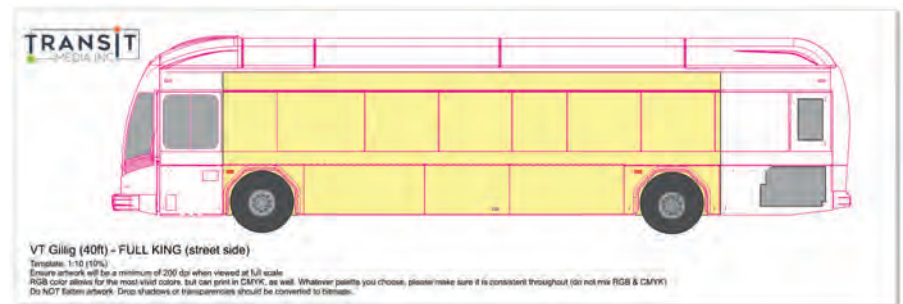 TRANSIT
MEDIA INC
VT Gillig (40ft) - FULL KING (street side)
Template: 1:10 (10%)
Ensure artwork will be a minimum of 200 dpi when viewed at full scale
RGB color allows for the most vivid colors, but can print in CMYK, as well. Whatever palette you choose, please make sure it is consistent throughout (do not mix RGB & CMYK)
Do NOT flatten artwork. Drop shadows or transparencies should be converted to bitmaps.